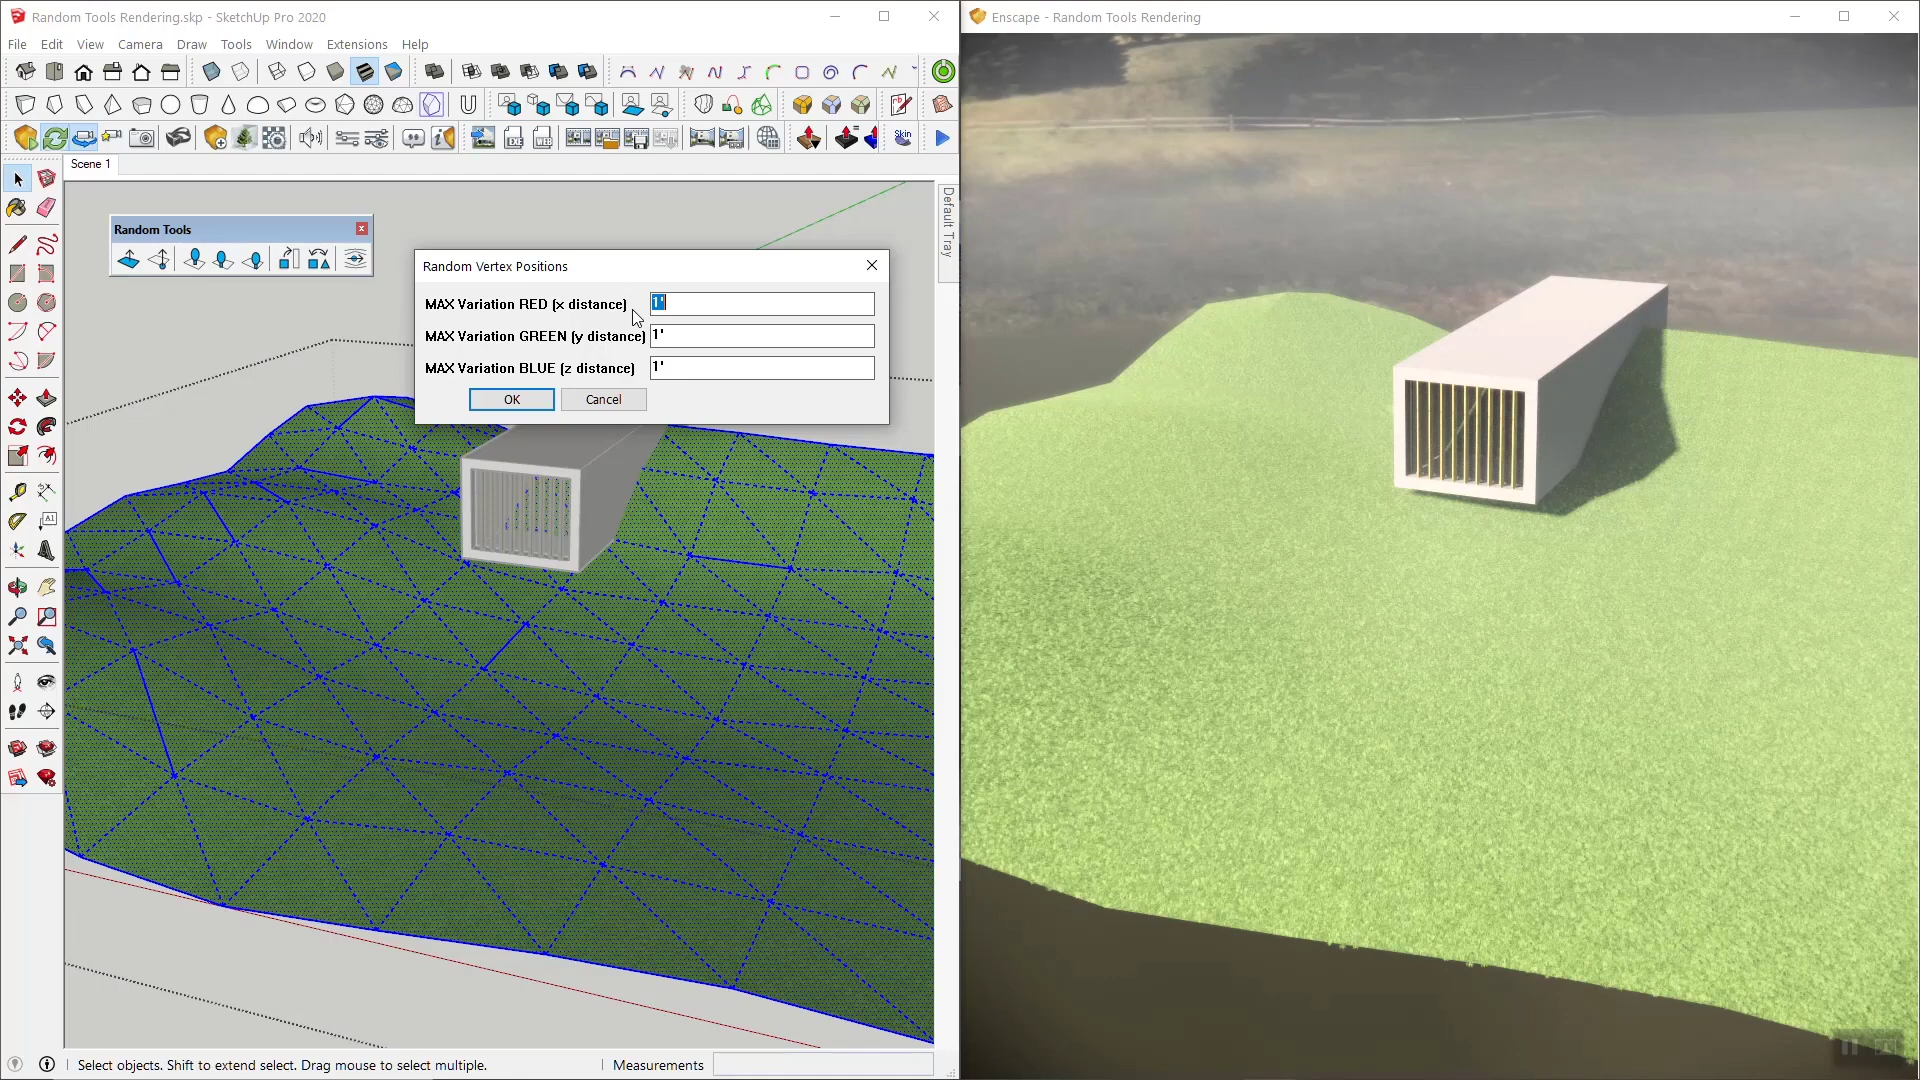 Random Tools Rendering.skp - SketchUp Pro 2020
Enscape - Random Tools Rendering
File Edit View Camera Draw Tools Window Extensions Help
EXE
WEB
Skin
Scene 1
Default Tray
Random Tools
Random Vertex Positions
MAX Variation RED (x distance) 1'
MAX Variation GREEN (y distance) 1'
MAX Variation BLUE (z distance) 1'
OK Cancel
A1
Select objects. Shift to extend select. Drag mouse to select multiple. Measurements